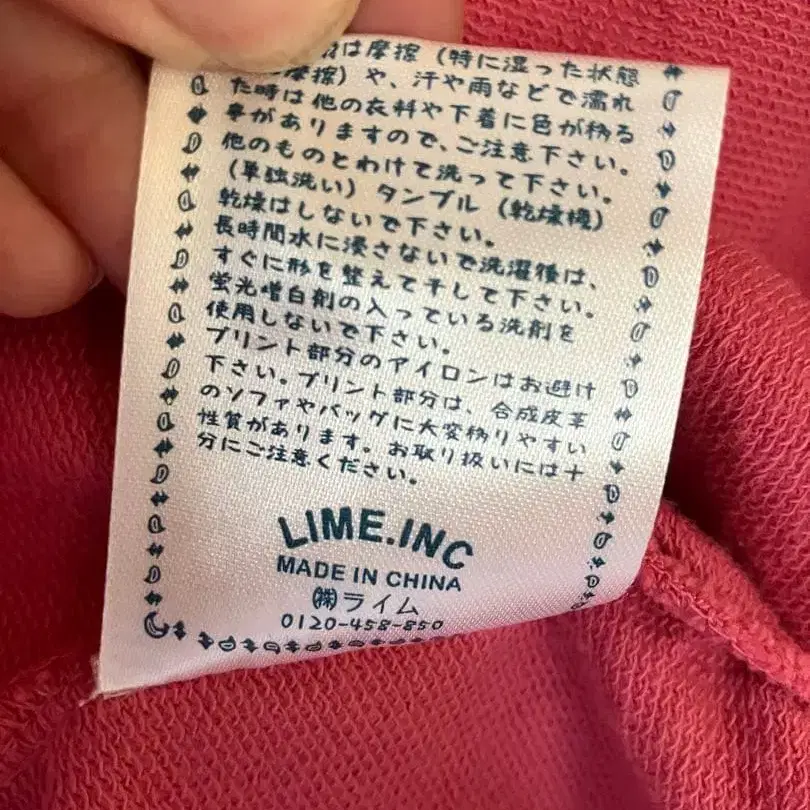 は摩擦（特に湿った状態
摩擦）や、汗や雨などで濡れ
た時は他の衣料や下着に色が移る
事がありますので、ご注意下さい。
他のものとわけて洗って下さい。
（単独洗い）タンブル（乾燥機）
乾燥はしないで下さい。
長時間水に浸さないで洗濯後は、
すぐに形を整えて干して下さい。
蛍光増白剤の入っている洗剤を
使用しないで下さい。
プリント部分のアイロンはお避け
下さい。プリント部分は、合成皮革
のソファやバッグに大変移りやすい
性質があります。お取り扱いには十
分にご注意ください。
LIME.INC
MADE IN CHINA
㈱ライム
0120-458-850